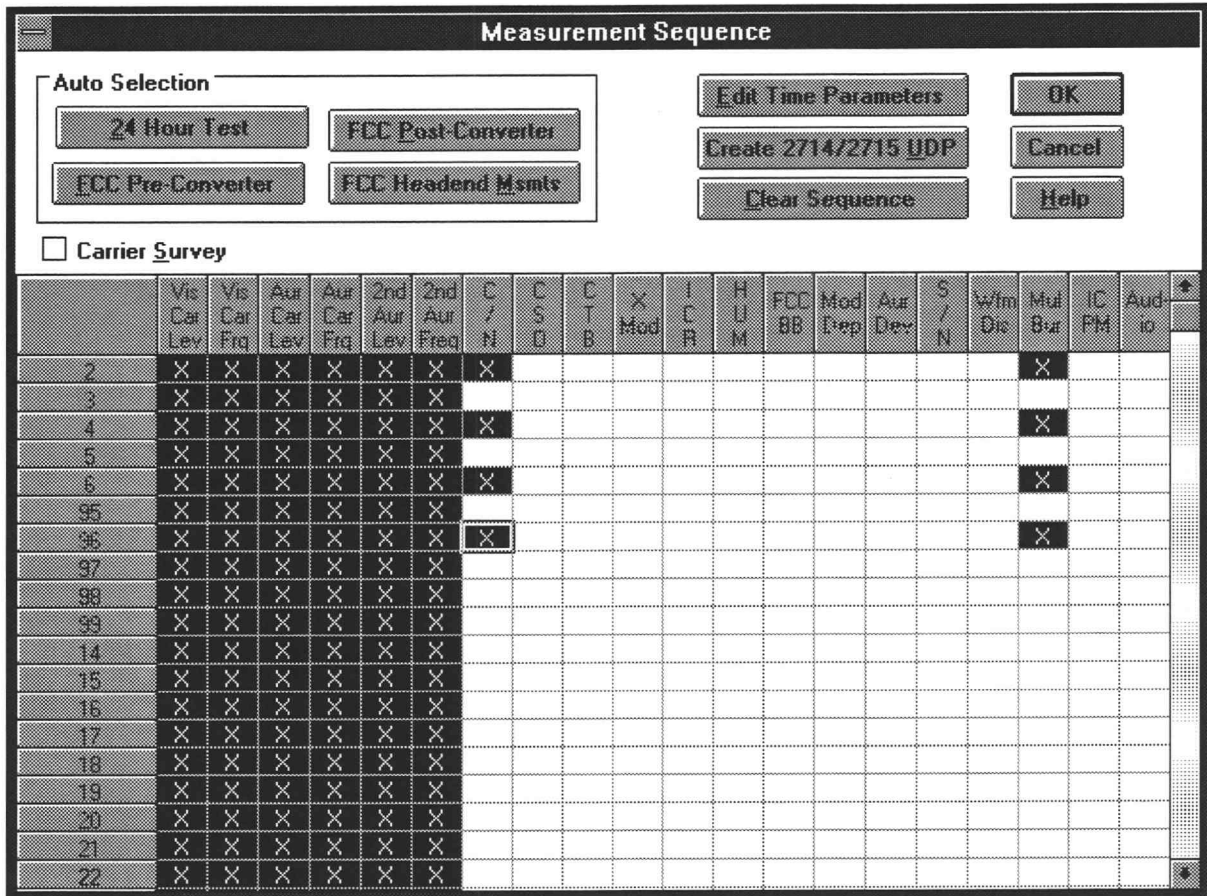 Measurement Sequence
Auto Selection
24 Hour Test
FCC Post-Converter
FCC Pre-Converter
FCC Headend Msmts
Edit Time Parameters
OK
Create 2714/2715 UDP
Cancel
Clear Sequence
Help
Carrier Survey
Vis Car Lev Vis Car Frq Aur Car Lev Aur Car Frq 2nd Aur Lev 2nd Aur Freq C/N CSO CTB X Mod ICR HUM FCC BB Mod Dep Aur Dev S/N Wfm Dis Mul Bur IC PM Aud-io
2 X X X X X X X X
3 X X X X X X
4 X X X X X X X X
5 X X X X X X
6 X X X X X X X X
95 X X X X X X
96 X X X X X X X X
97 X X X X X X
98 X X X X X X
99 X X X X X X
14 X X X X X X
15 X X X X X X
16 X X X X X X
17 X X X X X X
18 X X X X X X
19 X X X X X X
20 X X X X X X
21 X X X X X X
22 X X X X X X